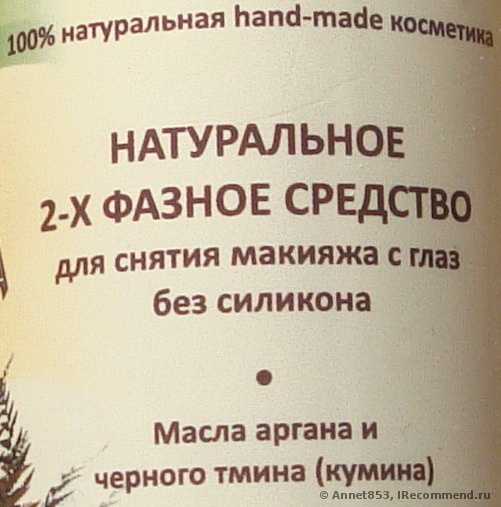 100% натуральная hand-made косметика
НАТУРАЛЬНОЕ
2-Х ФАЗНОЕ СРЕДСТВО
для снятия макияжа с глаз
без силикона
•
Масла аргана и
черного тмина (кумина)
© Annet853, IRecommend.ru